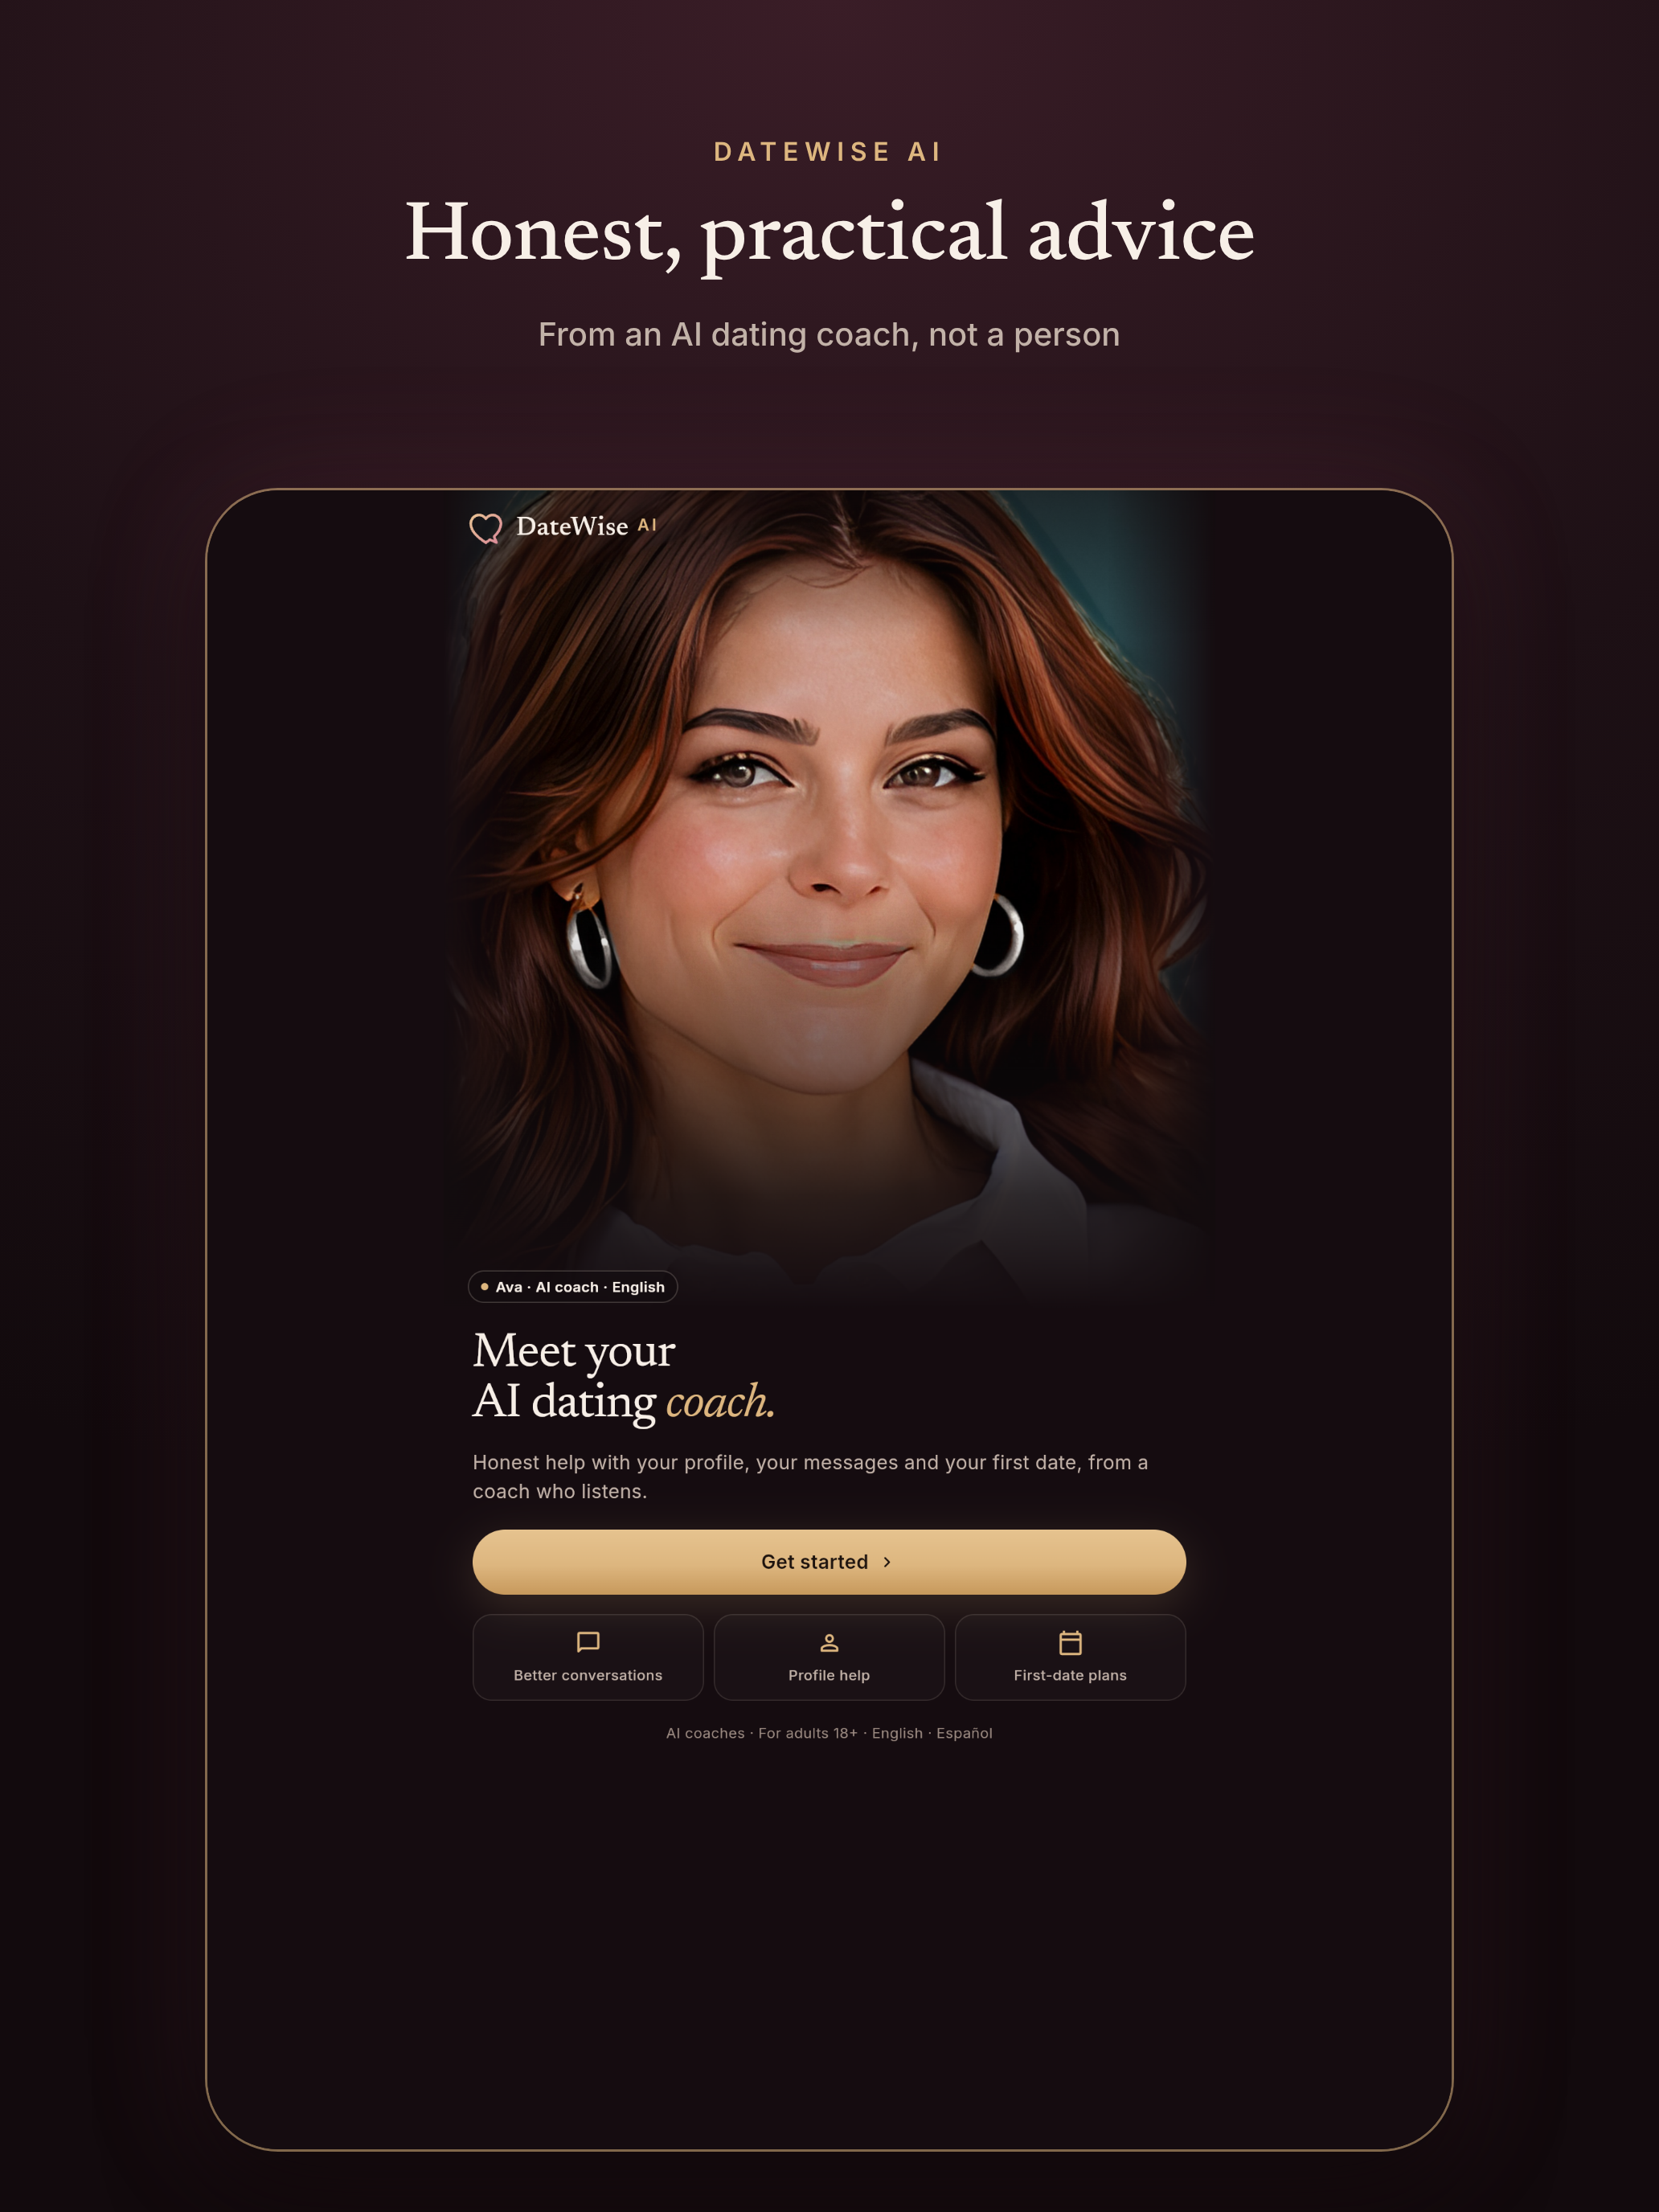 DATEWISE AI
Honest, practical advice
From an AI dating coach, not a person
DateWise AI
Ava · AI coach · English
Meet your
AI dating coach.
Honest help with your profile, your messages and your first date, from a
coach who listens.
Get started
Better conversations
Profile help
First-date plans
AI coaches · For adults 18+ · English · Español